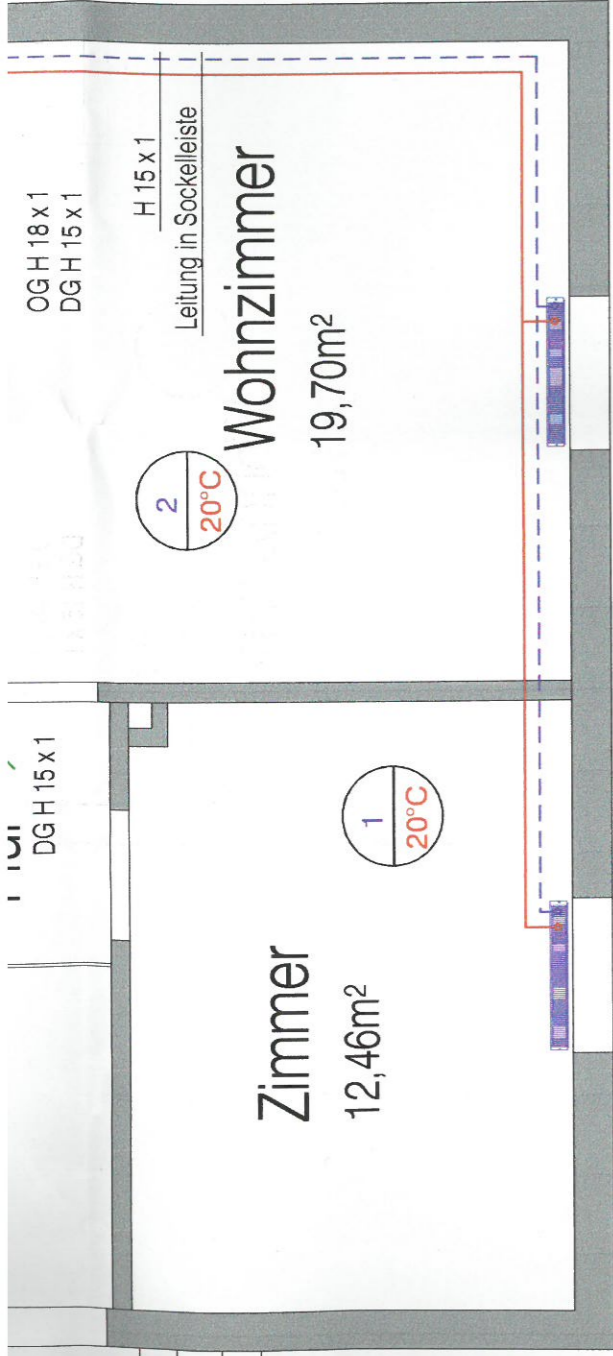 DG H 15 x 1
OG H 18 x 1
DG H 15 x 1
H 15 x 1
Leitung in Sockelleiste
Zimmer
12,46m²
1
20°C
2
20°C
Wohnzimmer
19,70m²